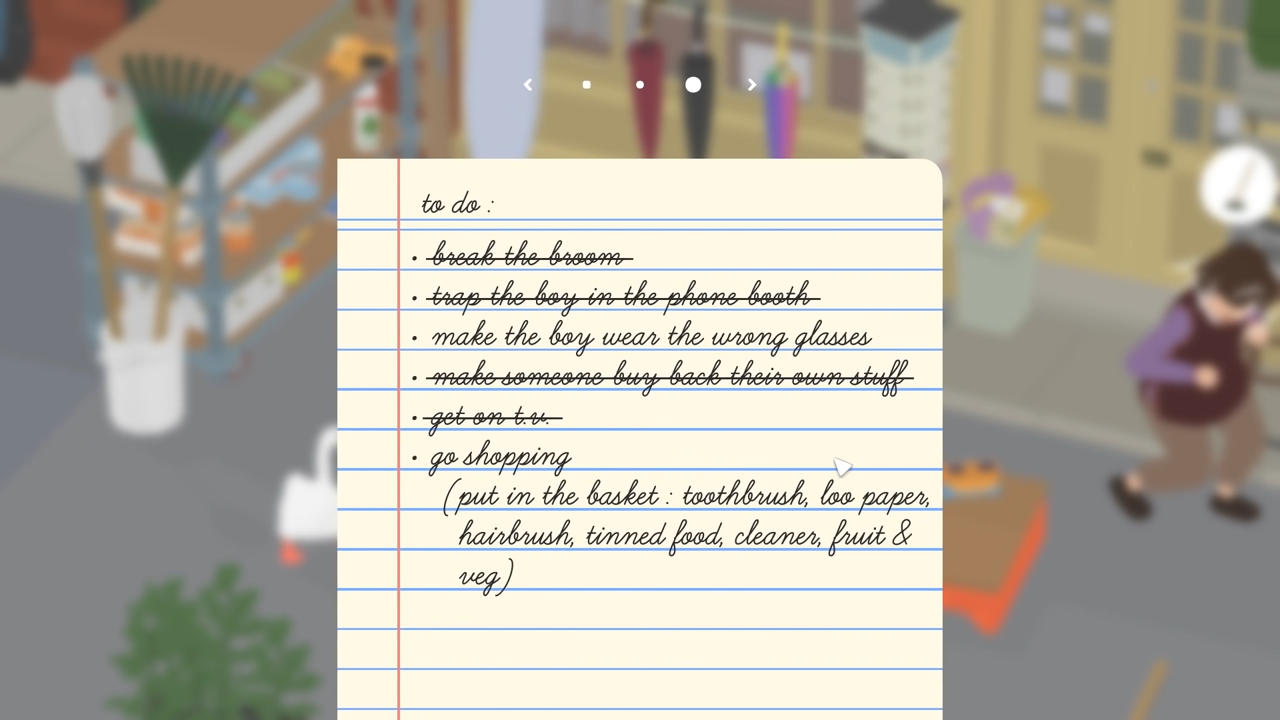 to do :
• break the broom
• trap the boy in the phone booth
• make the boy wear the wrong glasses
• make someone buy back their own stuff
• get on t.v.
• go shopping
(put in the basket : toothbrush, loo paper,
hairbrush, tinned food, cleaner, fruit &
veg)